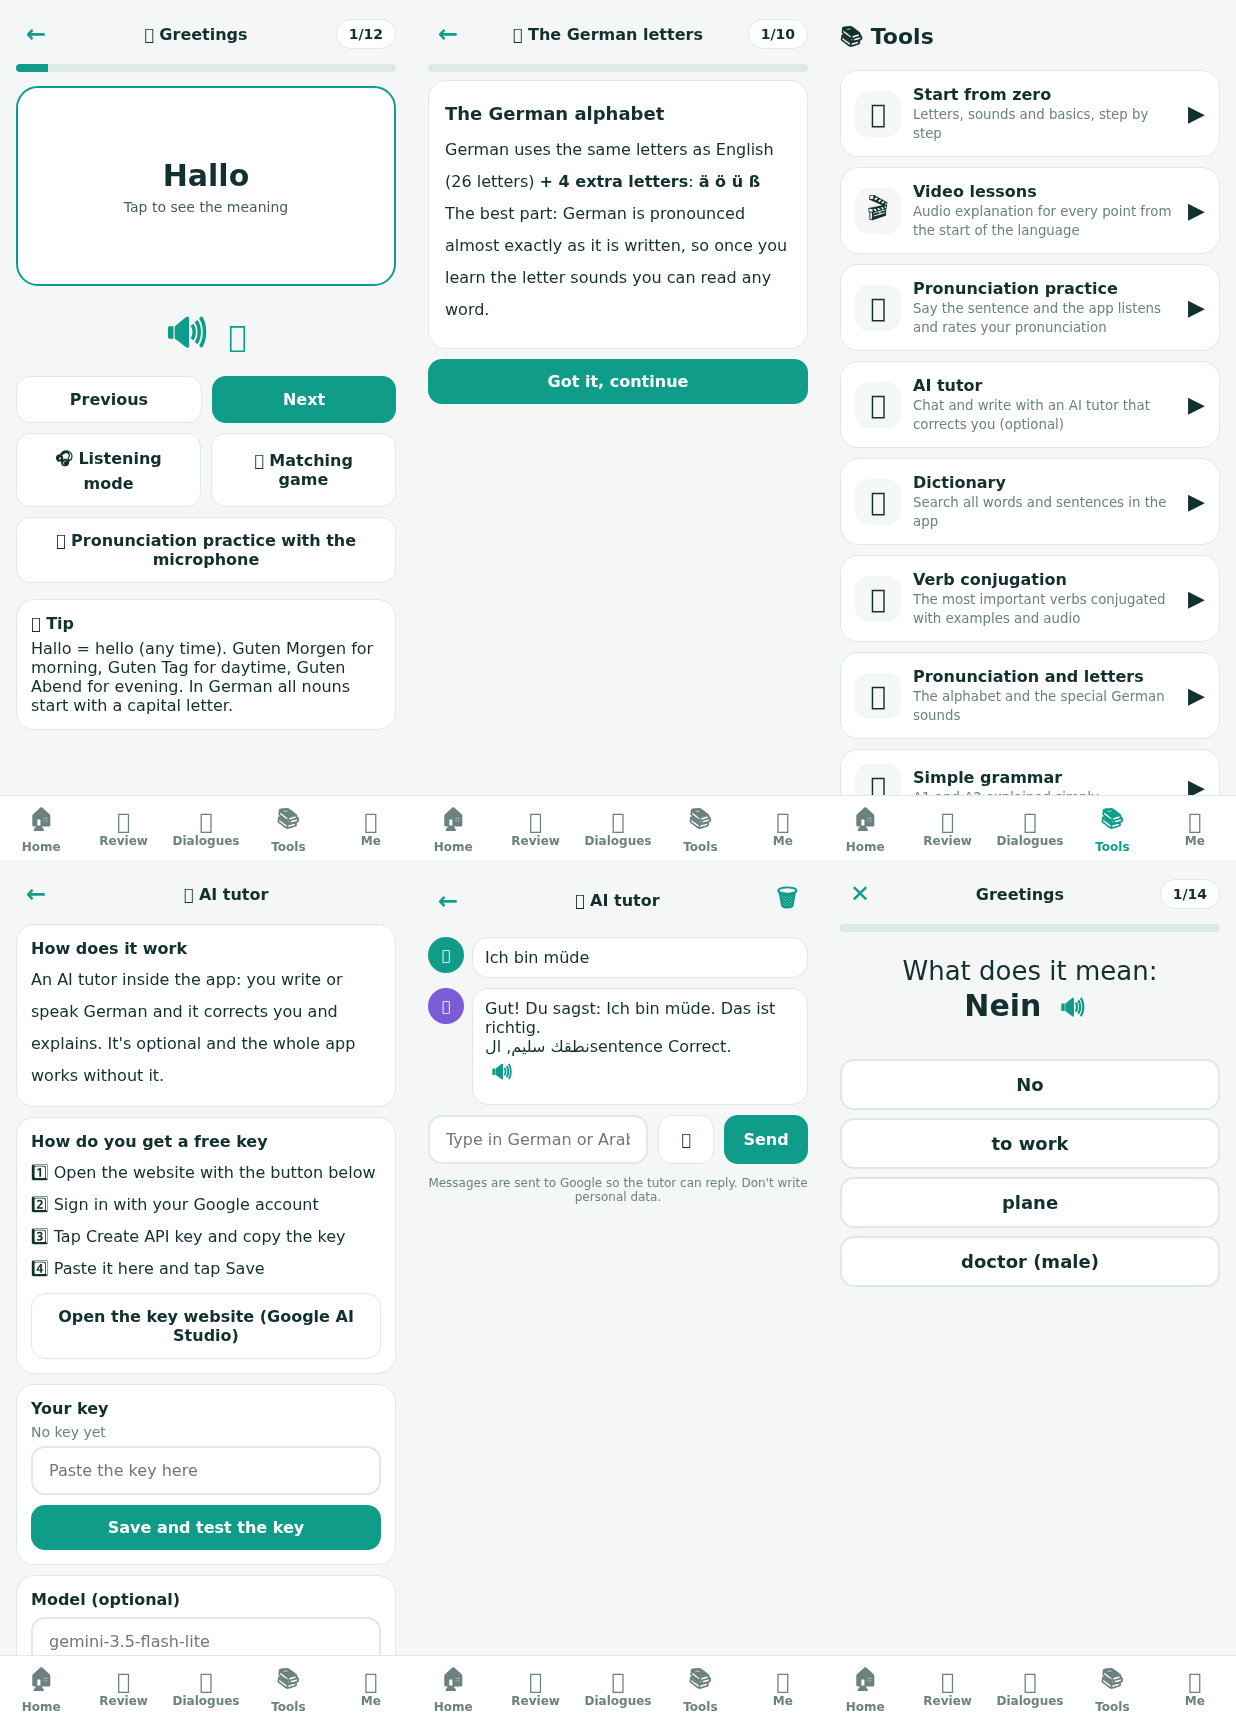 ←
Greetings
1/12
Hallo
Tap to see the meaning
Previous
Next
🎧 Listening
mode
Matching
game
Pronunciation practice with the
microphone
Tip
Hallo = hello (any time). Guten Morgen for
morning, Guten Tag for daytime, Guten
Abend for evening. In German all nouns
start with a capital letter.
Home
Review
Dialogues
Tools
Me
←
The German letters
1/10
The German alphabet
German uses the same letters as English
(26 letters) + 4 extra letters: ä ö ü ß
The best part: German is pronounced
almost exactly as it is written, so once you
learn the letter sounds you can read any
word.
Got it, continue
Home
Review
Dialogues
Tools
Me
📚 Tools
Start from zero
Letters, sounds and basics, step by
step
Video lessons
Audio explanation for every point from
the start of the language
Pronunciation practice
Say the sentence and the app listens
and rates your pronunciation
AI tutor
Chat and write with an AI tutor that
corrects you (optional)
Dictionary
Search all words and sentences in the
app
Verb conjugation
The most important verbs conjugated
with examples and audio
Pronunciation and letters
The alphabet and the special German
sounds
Simple grammar
A1 and A2 explained simply
Home
Review
Dialogues
Tools
Me
←
AI tutor
How does it work
An AI tutor inside the app: you write or
speak German and it corrects you and
explains. It's optional and the whole app
works without it.
How do you get a free key
1️⃣ Open the website with the button below
2️⃣ Sign in with your Google account
3️⃣ Tap Create API key and copy the key
4️⃣ Paste it here and tap Save
Open the key website (Google AI
Studio)
Your key
No key yet
Paste the key here
Save and test the key
Model (optional)
gemini-3.5-flash-lite
Home
Review
Dialogues
Tools
Me
←
AI tutor
Ich bin müde
Gut! Du sagst: Ich bin müde. Das ist
richtig.
نطقك سليم, الsentence Correct.
Type in German or Arab
Send
Messages are sent to Google so the tutor can reply. Don't write
personal data.
Home
Review
Dialogues
Tools
Me
✕
Greetings
1/14
What does it mean:
Nein
No
to work
plane
doctor (male)
Home
Review
Dialogues
Tools
Me